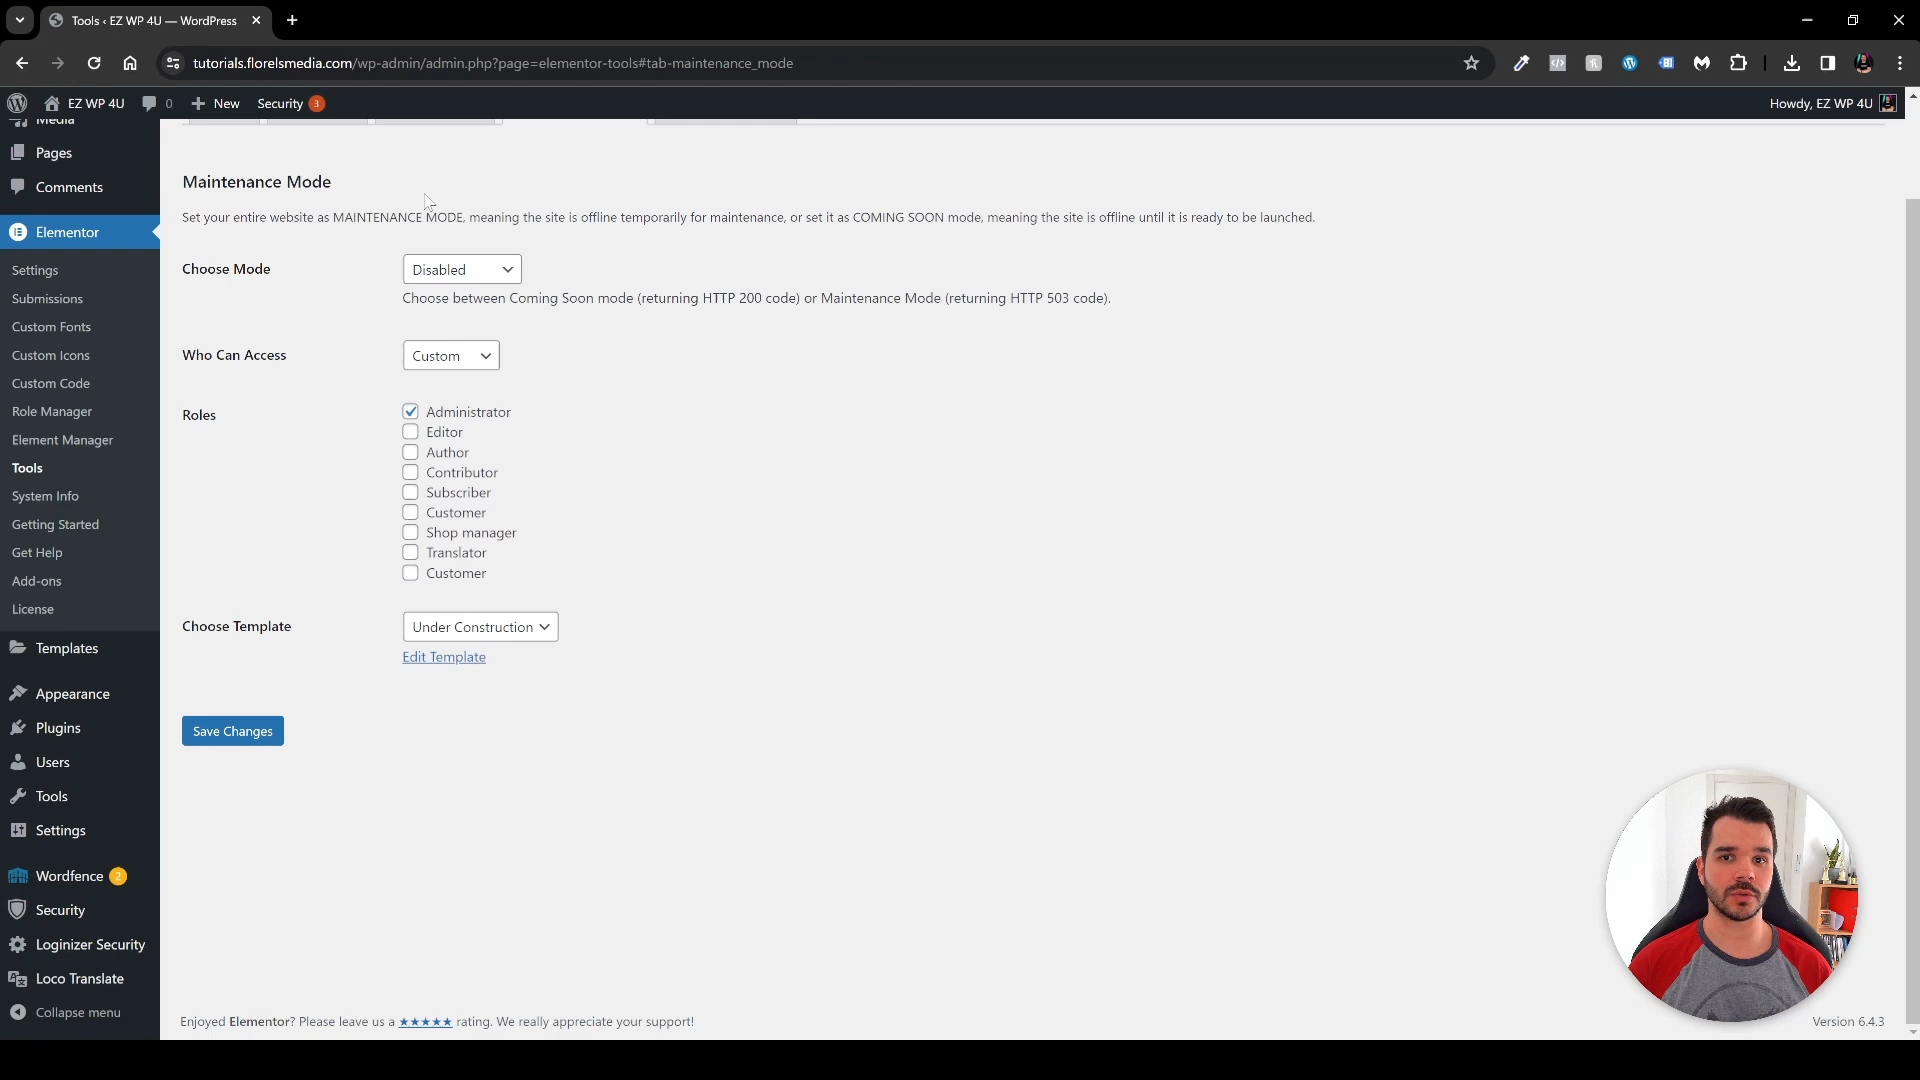 Tools ‹ EZ WP 4U — WordPress
tutorials.florelsmedia.com/wp-admin/admin.php?page=elementor-tools#tab-maintenance_mode
EZ WP 4U
0
New
Security 3
Howdy, EZ WP 4U
Media
Pages
Comments
Elementor
Settings
Submissions
Custom Fonts
Custom Icons
Custom Code
Role Manager
Element Manager
Tools
System Info
Getting Started
Get Help
Add-ons
License
Templates
Appearance
Plugins
Users
Tools
Settings
Wordfence 2
Security
Loginizer Security
Loco Translate
Collapse menu
Maintenance Mode
Set your entire website as MAINTENANCE MODE, meaning the site is offline temporarily for maintenance, or set it as COMING SOON mode, meaning the site is offline until it is ready to be launched.
Choose Mode
Disabled
Choose between Coming Soon mode (returning HTTP 200 code) or Maintenance Mode (returning HTTP 503 code).
Who Can Access
Custom
Roles
Administrator
Editor
Author
Contributor
Subscriber
Customer
Shop manager
Translator
Customer
Choose Template
Under Construction
Edit Template
Save Changes
Enjoyed Elementor? Please leave us a ★★★★★ rating. We really appreciate your support!
Version 6.4.3